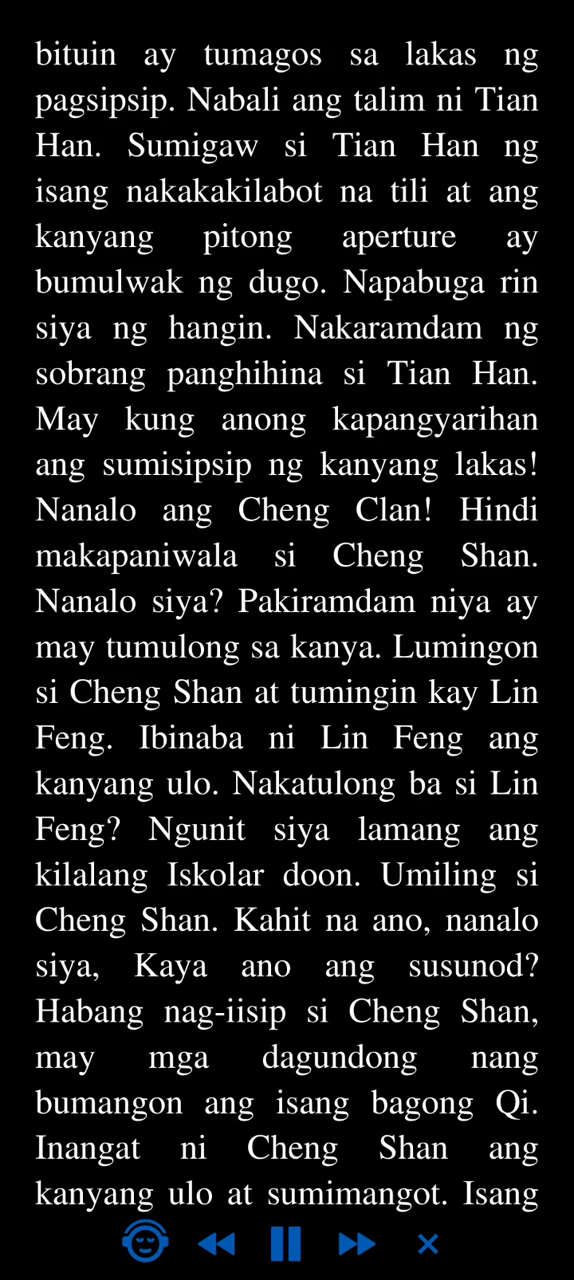 bituin ay tumagos sa lakas ng
pagsipsip. Nabali ang talim ni Tian
Han. Sumigaw si Tian Han ng
isang nakakakilabot na tili at ang
kanyang pitong aperture ay
bumulwak ng dugo. Napabuga rin
siya ng hangin. Nakaramdam ng
sobrang panghihina si Tian Han.
May kung anong kapangyarihan
ang sumisipsip ng kanyang lakas!
Nanalo ang Cheng Clan! Hindi
makapaniwala si Cheng Shan.
Nanalo siya? Pakiramdam niya ay
may tumulong sa kanya. Lumingon
si Cheng Shan at tumingin kay Lin
Feng. Ibinaba ni Lin Feng ang
kanyang ulo. Nakatulong ba si Lin
Feng? Ngunit siya lamang ang
kilalang Iskolar doon. Umiling si
Cheng Shan. Kahit na ano, nanalo
siya, Kaya ano ang susunod?
Habang nag-iisip si Cheng Shan,
may mga dagundong nang
bumangon ang isang bagong Qi.
Inangat ni Cheng Shan ang
kanyang ulo at sumimangot. Isang